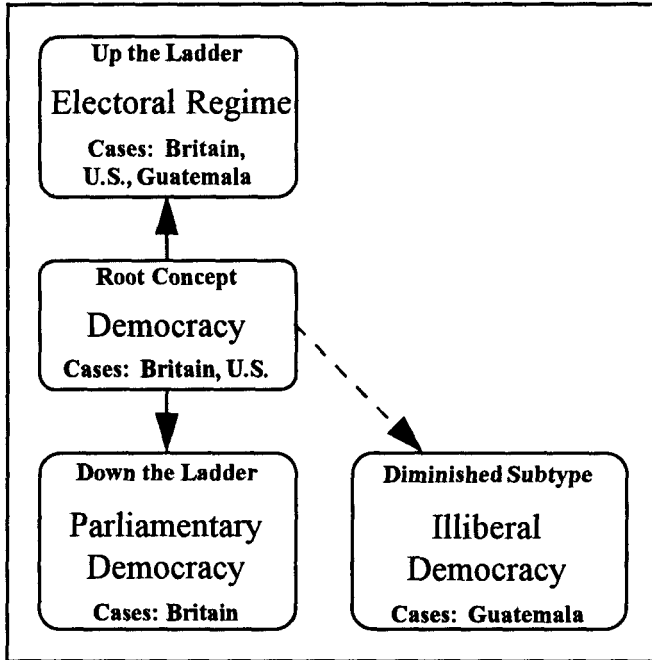 Up the Ladder
Electoral Regime
Cases: Britain,
U.S., Guatemala
Root Concept
Democracy
Cases: Britain, U.S.
Down the Ladder
Parliamentary
Democracy
Cases: Britain
Diminished Subtype
Illiberal
Democracy
Cases: Guatemala